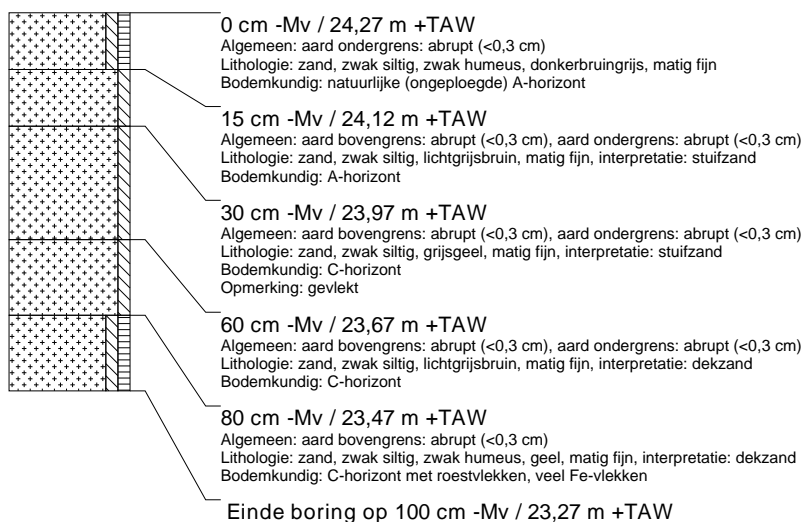 0 cm -Mv / 24,27 m +TAW
Algemeen: aard ondergrens: abrupt (<0,3 cm)
Lithologie: zand, zwak siltig, zwak humeus, donkerbruingrijs, matig fijn
Bodemkundig: natuurlijke (ongeploegde) A-horizont
15 cm -Mv / 24,12 m +TAW
Algemeen: aard bovengrens: abrupt (<0,3 cm), aard ondergrens: abrupt (<0,3 cm)
Lithologie: zand, zwak siltig, lichtgrijsbruin, matig fijn, interpretatie: stuifzand
Bodemkundig: A-horizont
30 cm -Mv / 23,97 m +TAW
Algemeen: aard bovengrens: abrupt (<0,3 cm), aard ondergrens: abrupt (<0,3 cm)
Lithologie: zand, zwak siltig, grijsgeel, matig fijn, interpretatie: stuifzand
Bodemkundig: C-horizont
Opmerking: gevlekt
60 cm -Mv / 23,67 m +TAW
Algemeen: aard bovengrens: abrupt (<0,3 cm), aard ondergrens: abrupt (<0,3 cm)
Lithologie: zand, zwak siltig, lichtgrijsbruin, matig fijn, interpretatie: dekzand
Bodemkundig: C-horizont
80 cm -Mv / 23,47 m +TAW
Algemeen: aard bovengrens: abrupt (<0,3 cm)
Lithologie: zand, zwak siltig, zwak humeus, geel, matig fijn, interpretatie: dekzand
Bodemkundig: C-horizont met roestvlekken, veel Fe-vlekken
Einde boring op 100 cm -Mv / 23,27 m +TAW